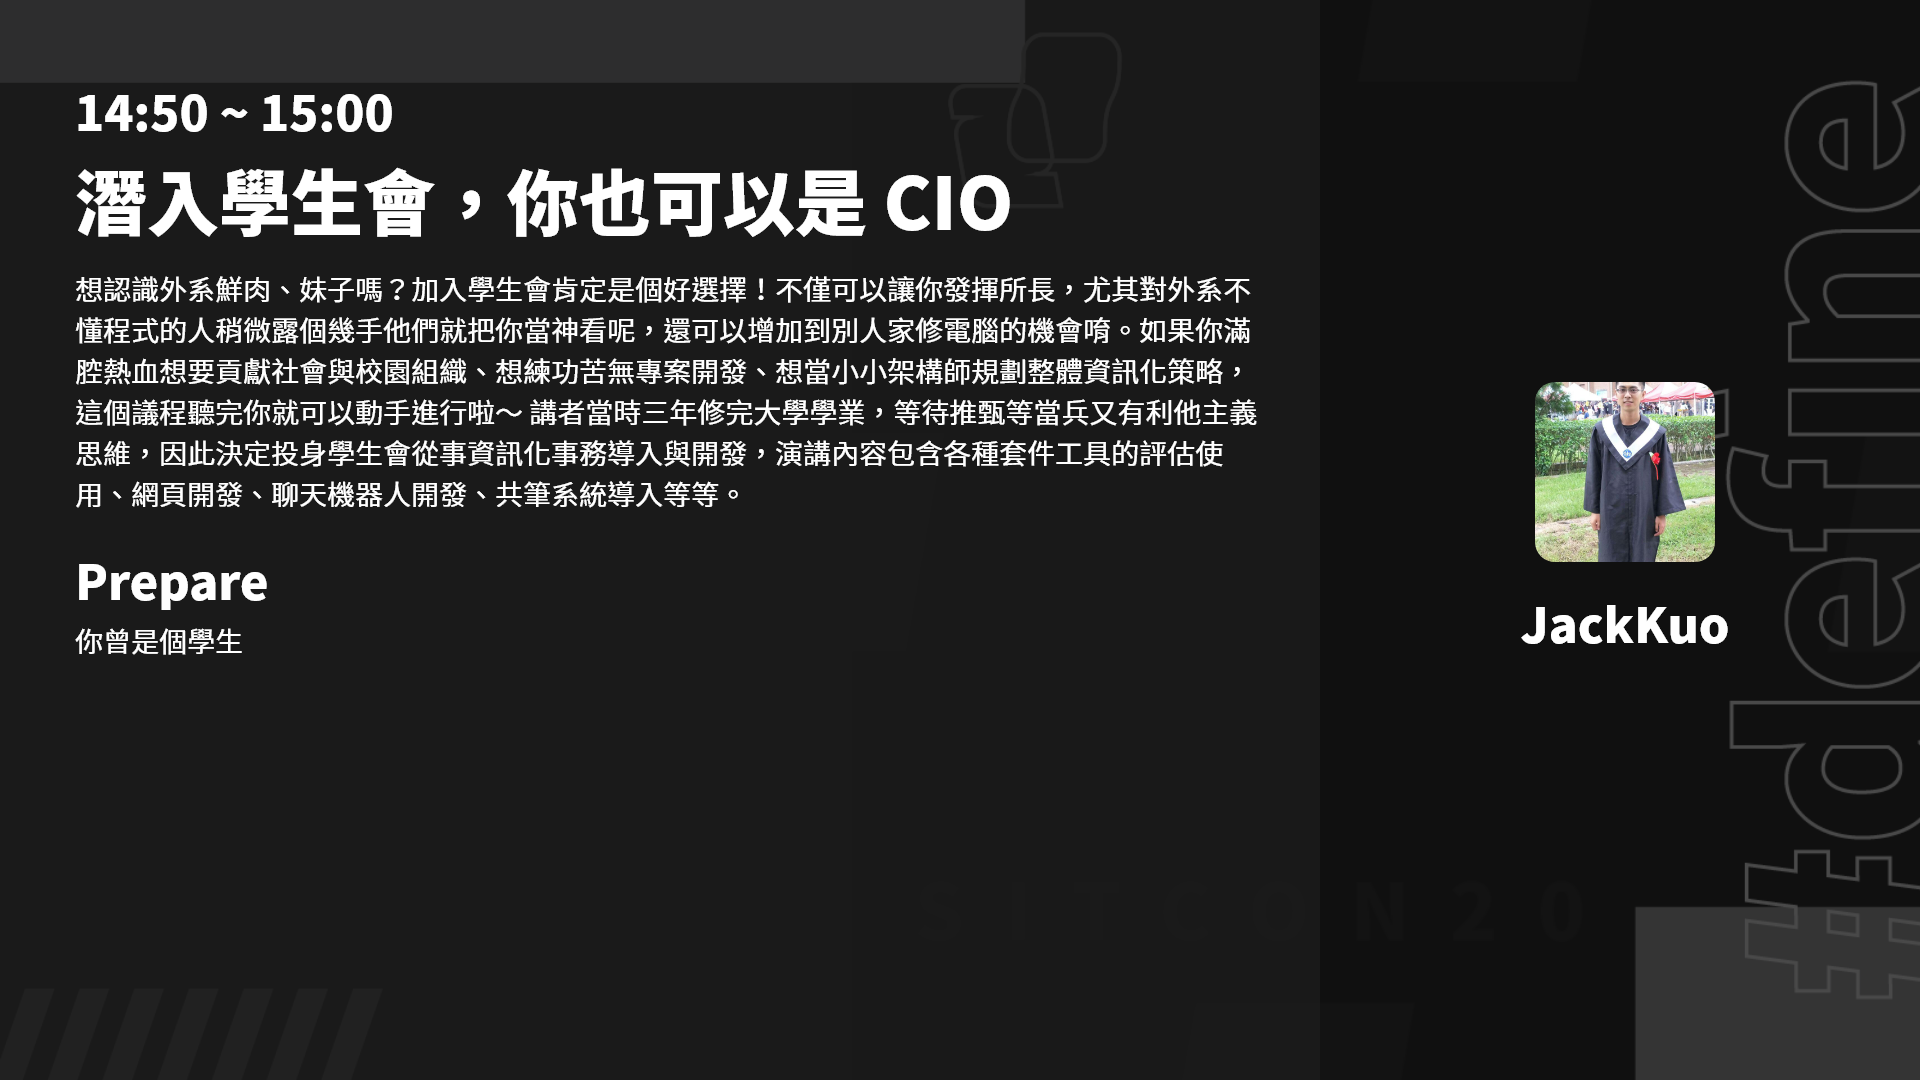 14:50 ~ 15:00
潛入學生會，你也可以是 CIO
想認識外系鮮肉、妹子嗎？加入學生會肯定是個好選擇！不僅可以讓你發揮所長，尤其對外系不
懂程式的人稍微露個幾手他們就把你當神看呢，還可以增加到別人家修電腦的機會唷。如果你滿
腔熱血想要貢獻社會與校園組織、想練功苦無專案開發、想當小小架構師規劃整體資訊化策略，
這個議程聽完你就可以動手進行啦～ 講者當時三年修完大學學業，等待推甄等當兵又有利他主義
思維，因此決定投身學生會從事資訊化事務導入與開發，演講內容包含各種套件工具的評估使
用、網頁開發、聊天機器人開發、共筆系統導入等等。
Prepare
你曾是個學生
JackKuo
#define
SITCON20